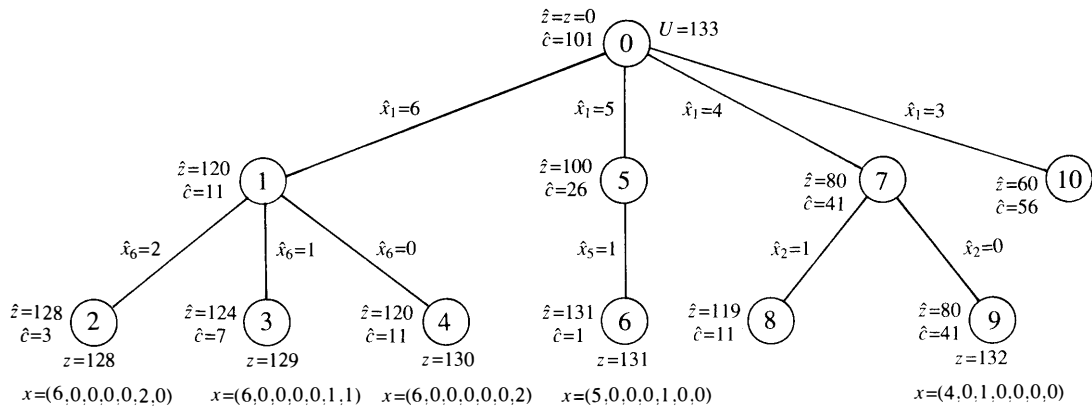 ẑ=z=0
ĉ=101
0
U=133
x̂₁=6
x̂₁=5
x̂₁=4
x̂₁=3
ẑ=120
ĉ=11
1
ẑ=100
ĉ=26
5
ẑ=80
ĉ=41
7
ẑ=60
ĉ=56
10
x̂₆=2
x̂₆=1
x̂₆=0
x̂₅=1
x̂₂=1
x̂₂=0
ẑ=128
ĉ=3
2
z=128
x=(6,0,0,0,0,2,0)
ẑ=124
ĉ=7
3
z=129
x=(6,0,0,0,0,1,1)
ẑ=120
ĉ=11
4
z=130
x=(6,0,0,0,0,0,2)
ẑ=131
ĉ=1
6
z=131
x=(5,0,0,0,1,0,0)
ẑ=119
ĉ=11
8
ẑ=80
ĉ=41
9
z=132
x=(4,0,1,0,0,0,0)